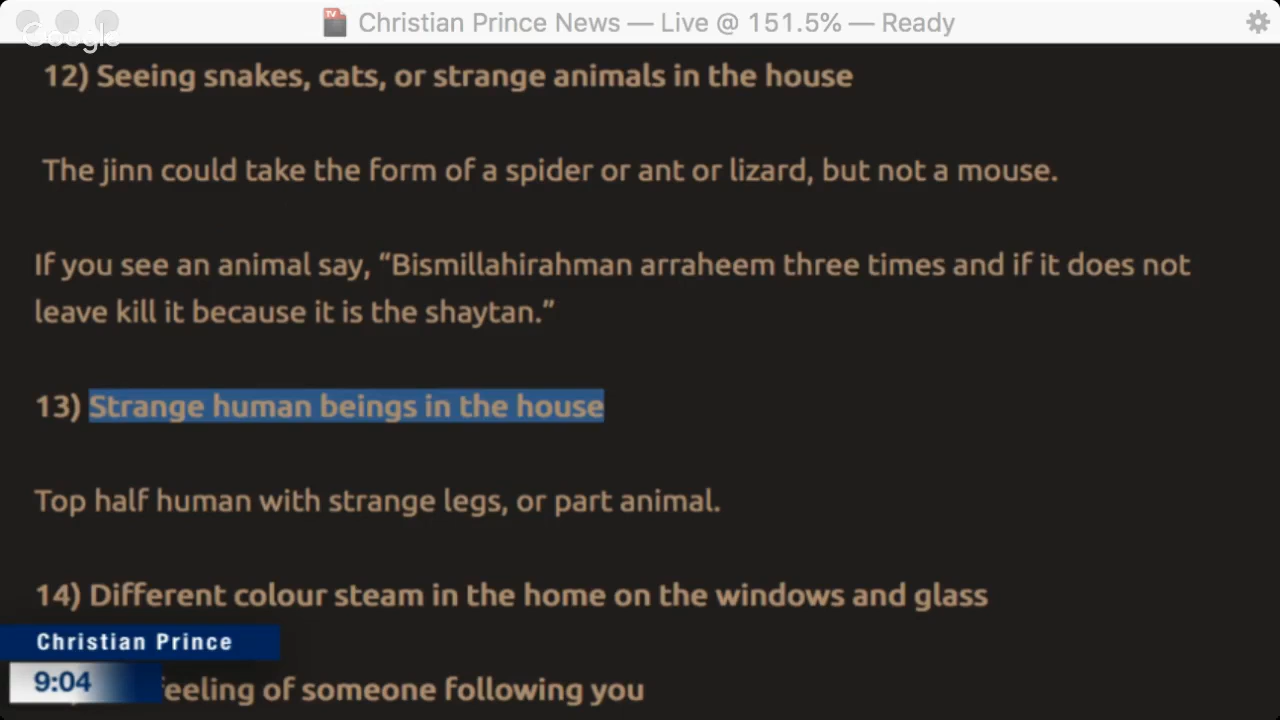 Christian Prince News — Live @ 151.5% — Ready
Google
12) Seeing snakes, cats, or strange animals in the house
The jinn could take the form of a spider or ant or lizard, but not a mouse.
If you see an animal say, “Bismillahirahman arraheem three times and if it does not
leave kill it because it is the shaytan.”
13) Strange human beings in the house
Top half human with strange legs, or part animal.
14) Different colour steam in the home on the windows and glass
Christian Prince
9:04
feeling of someone following you